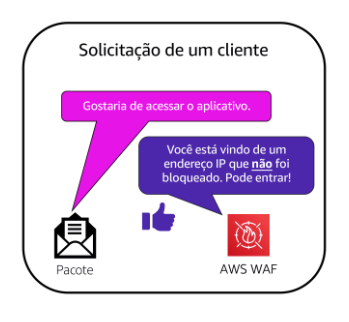 Solicitação de um cliente
Gostaria de acessar o aplicativo.
Você está vindo de um
endereço IP que não foi
bloqueado. Pode entrar!
Pacote
AWS WAF